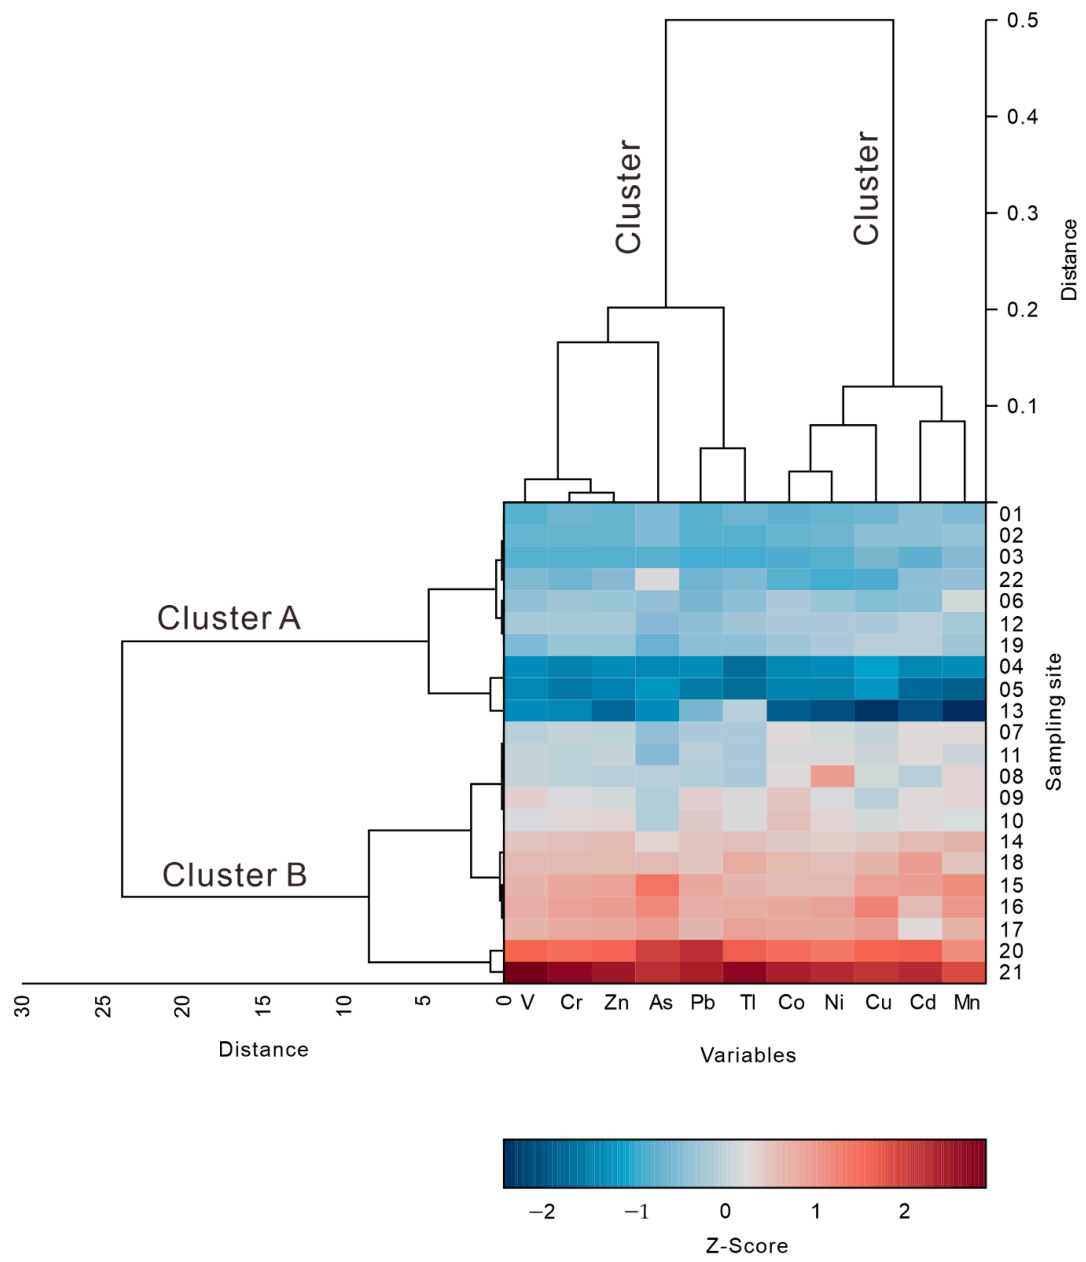 0.5
0.4
0.3
0.2
0.1
Distance
Cluster
Cluster
Cluster A
Cluster B
01
02
03
22
06
12
19
04
05
13
07
11
08
09
10
14
18
15
16
17
20
21
Sampling site
30 25 20 15 10 5 0
Distance
V Cr Zn As Pb Tl Co Ni Cu Cd Mn
Variables
−2 −1 0 1 2
Z-Score